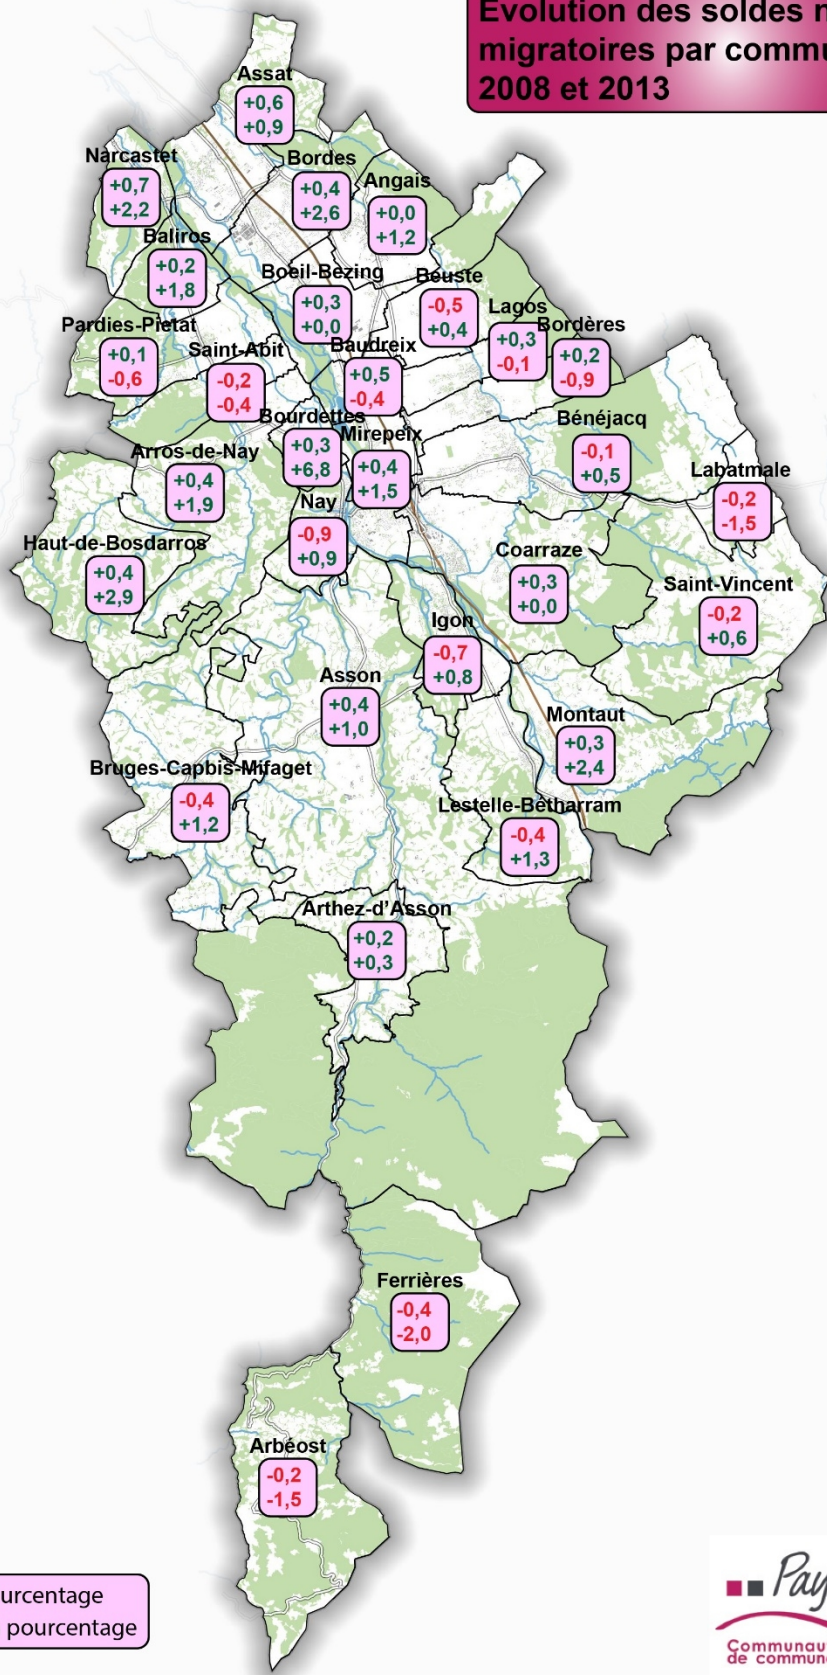 Evolution des soldes
migratoires par
2008 et 2013
Assat
+0,6
+0,9
Narcastet
+0,7
+2,2
Bordes
+0,4
+2,6
Angais
+0,0
+1,2
Baliros
+0,2
+1,8
Boeil-Bezing
+0,3
+0,0
Beuste
-0,5
+0,4
Lagos
+0,3
-0,1
Bordères
+0,2
-0,9
Pardies-Piétat
+0,1
-0,6
Saint-Abit
-0,2
-0,4
Baudreix
+0,5
-0,4
Bourdettes
+0,3
+6,8
Mirepeix
+0,4
+1,5
Bénéjacq
-0,1
+0,5
Arros-de-Nay
+0,4
+1,9
Labatmale
-0,2
-1,5
Nay
-0,9
+0,9
Haut-de-Bosdarros
+0,4
+2,9
Coarraze
+0,3
+0,0
Saint-Vincent
-0,2
+0,6
Igon
-0,7
+0,8
Asson
+0,4
+1,0
Montaut
+0,3
+2,4
Bruges-Capbis-Mifaget
-0,4
+1,2
Lestelle-Bétharram
-0,4
+1,3
Arthez-d'Asson
+0,2
+0,3
Ferrières
-0,4
-2,0
Arbéost
-0,2
-1,5
urcentage
pourcentage
Pay
Communau
de commun